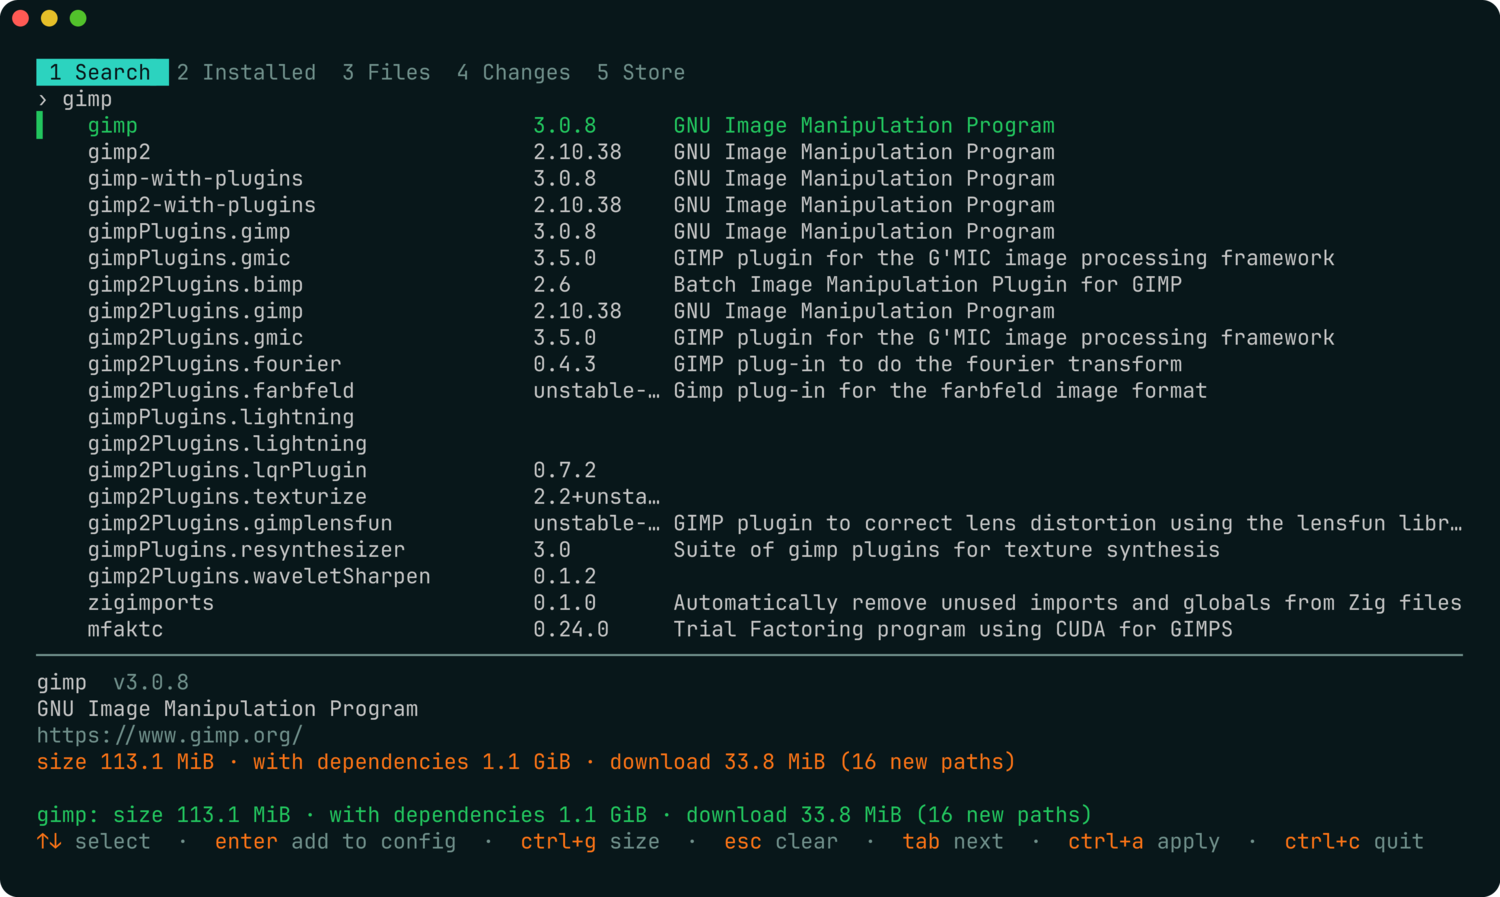 1 Search 2 Installed 3 Files 4 Changes 5 Store
› gimp
gimp 3.0.8 GNU Image Manipulation Program
gimp2 2.10.38 GNU Image Manipulation Program
gimp-with-plugins 3.0.8 GNU Image Manipulation Program
gimp2-with-plugins 2.10.38 GNU Image Manipulation Program
gimpPlugins.gimp 3.0.8 GNU Image Manipulation Program
gimpPlugins.gmic 3.5.0 GIMP plugin for the G'MIC image processing framework
gimp2Plugins.bimp 2.6 Batch Image Manipulation Plugin for GIMP
gimp2Plugins.gimp 2.10.38 GNU Image Manipulation Program
gimp2Plugins.gmic 3.5.0 GIMP plugin for the G'MIC image processing framework
gimp2Plugins.fourier 0.4.3 GIMP plug-in to do the fourier transform
gimp2Plugins.farbfeld unstable-… Gimp plug-in for the farbfeld image format
gimpPlugins.lightning
gimp2Plugins.lightning
gimp2Plugins.lqrPlugin 0.7.2
gimp2Plugins.texturize 2.2+unsta…
gimp2Plugins.gimplensfun unstable-… GIMP plugin to correct lens distortion using the lensfun libr…
gimpPlugins.resynthesizer 3.0 Suite of gimp plugins for texture synthesis
gimp2Plugins.waveletSharpen 0.1.2
zigimports 0.1.0 Automatically remove unused imports and globals from Zig files
mfaktc 0.24.0 Trial Factoring program using CUDA for GIMPS
gimp v3.0.8
GNU Image Manipulation Program
https://www.gimp.org/
size 113.1 MiB · with dependencies 1.1 GiB · download 33.8 MiB (16 new paths)
gimp: size 113.1 MiB · with dependencies 1.1 GiB · download 33.8 MiB (16 new paths)
↑↓ select · enter add to config · ctrl+g size · esc clear · tab next · ctrl+a apply · ctrl+c quit